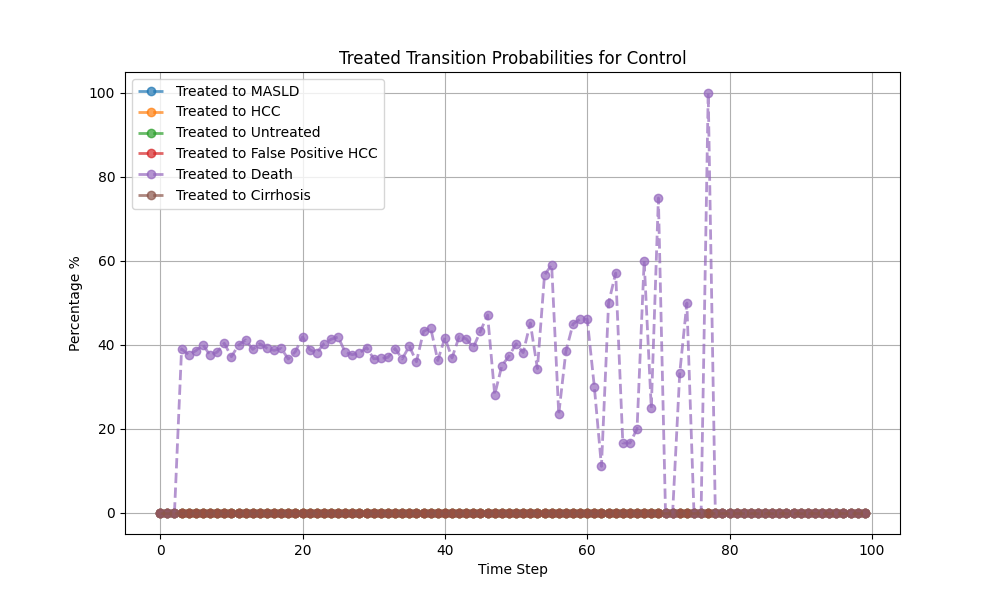 Treated Transition Probabilities for Control
Treated to MASLD
Treated to HCC
Treated to Untreated
Treated to False Positive HCC
Treated to Death
Treated to Cirrhosis
Percentage %
100
80
60
40
20
0
0 20 40 60 80 100
Time Step